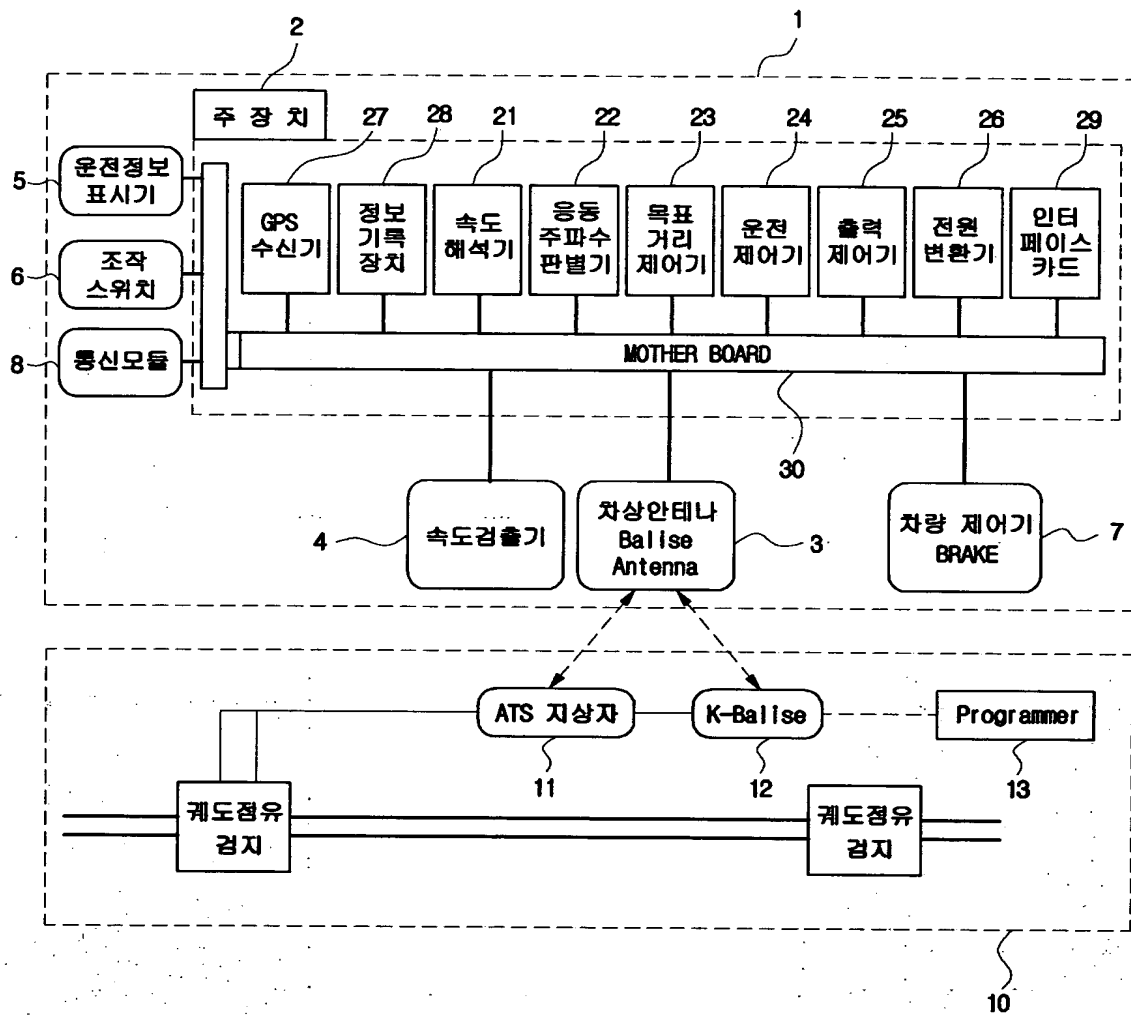 2
1
주 장 치
27
28
21
22
23
24
25
26
29
5
운전정보
표시기
6
조작
스위치
8
통신모듈
GPS
수신기
정보
기록
장치
속도
해석기
응동
주파수
판별기
목표
거리
제어기
운전
제어기
출력
제어기
전원
변환기
인터
페이스
카드
MOTHER BOARD
30
4
속도검출기
차상안테나
Balise
Antenna
3
차량 제어기
BRAKE
7
ATS 지상자
K-Balise
Programmer
11
12
13
궤도점유
검지
궤도점유
검지
10